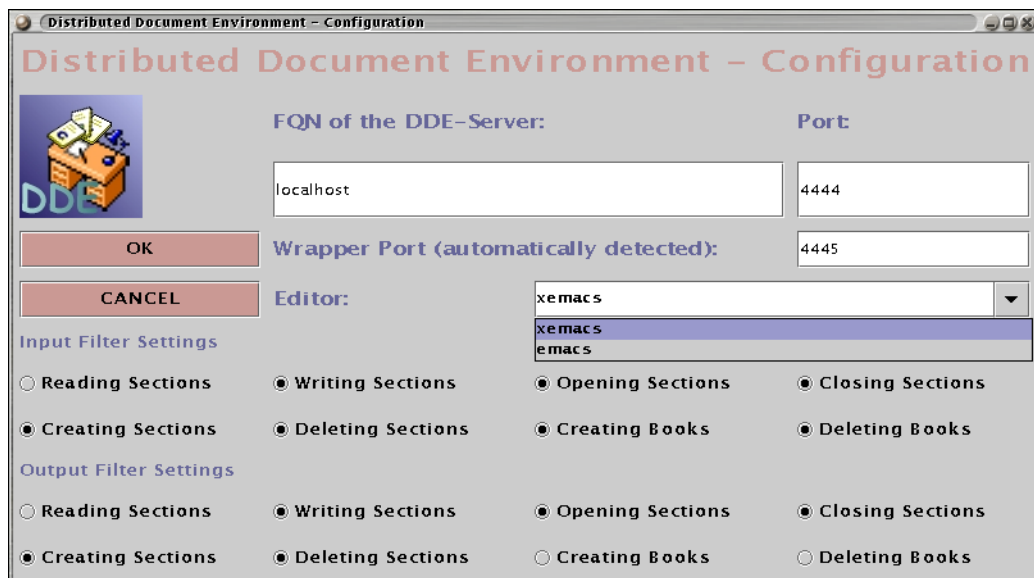 Distributed Document Environment – Configuration
Distributed Document Environment – Configuration
DDE
FQN of the DDE–Server:
Port:
localhost
4444
OK
Wrapper Port (automatically detected):
4445
CANCEL
Editor:
xemacs
xemacs
emacs
Input Filter Settings
Reading Sections
Writing Sections
Opening Sections
Closing Sections
Creating Sections
Deleting Sections
Creating Books
Deleting Books
Output Filter Settings
Reading Sections
Writing Sections
Opening Sections
Closing Sections
Creating Sections
Deleting Sections
Creating Books
Deleting Books